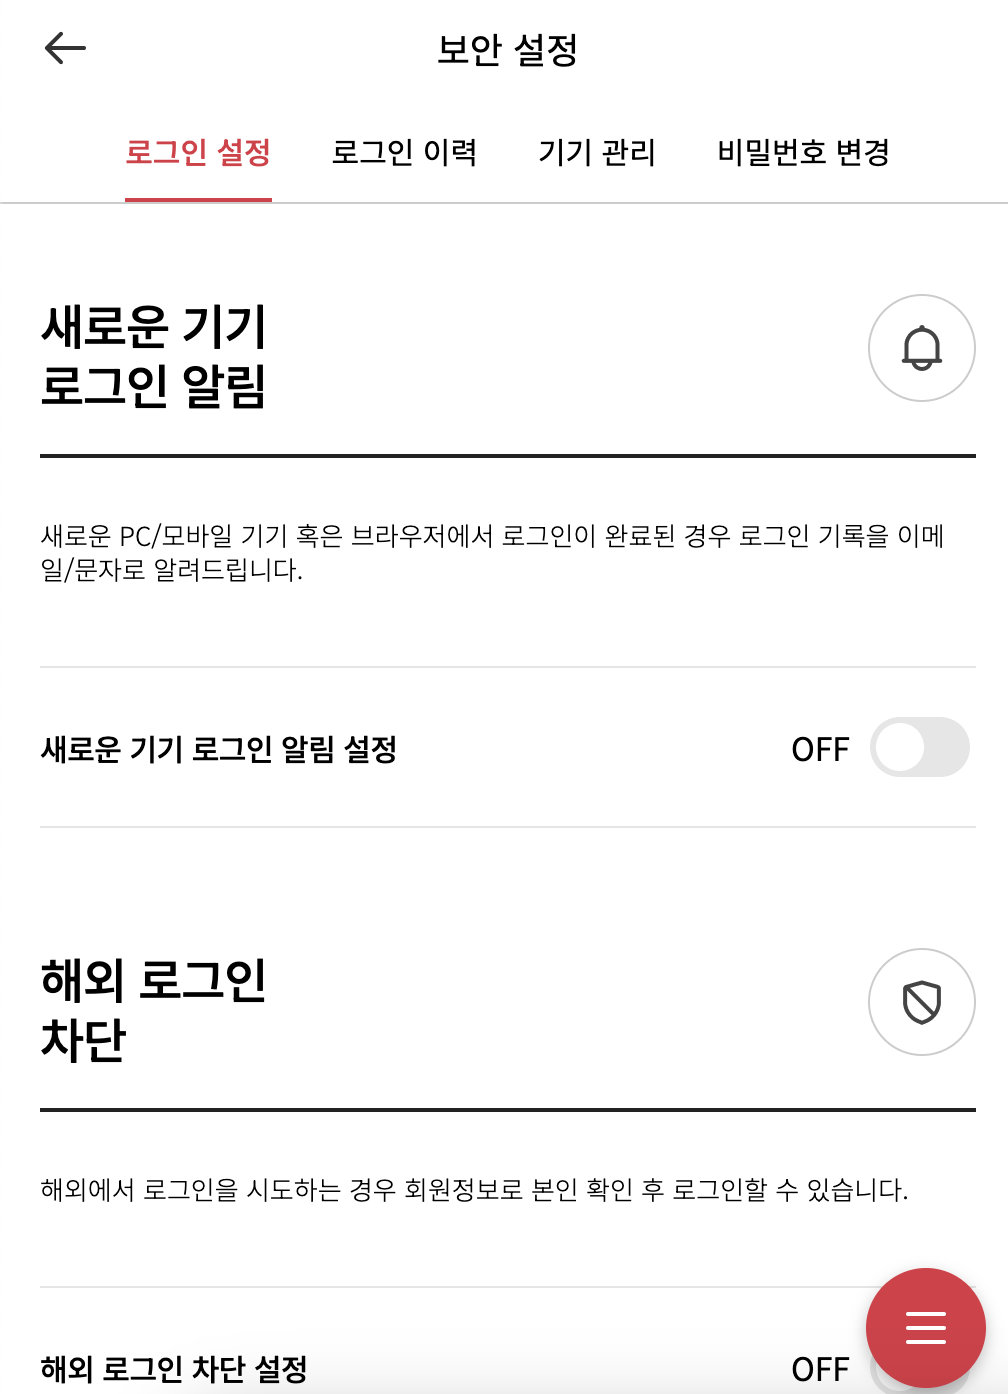 보안 설정
로그인 설정 로그인 이력 기기 관리 비밀번호 변경
새로운 기기
로그인 알림
새로운 PC/모바일 기기 혹은 브라우저에서 로그인이 완료된 경우 로그인 기록을 이메
일/문자로 알려드립니다.
새로운 기기 로그인 알림 설정 OFF
해외 로그인
차단
해외에서 로그인을 시도하는 경우 회원정보로 본인 확인 후 로그인할 수 있습니다.
해외 로그인 차단 설정 OFF